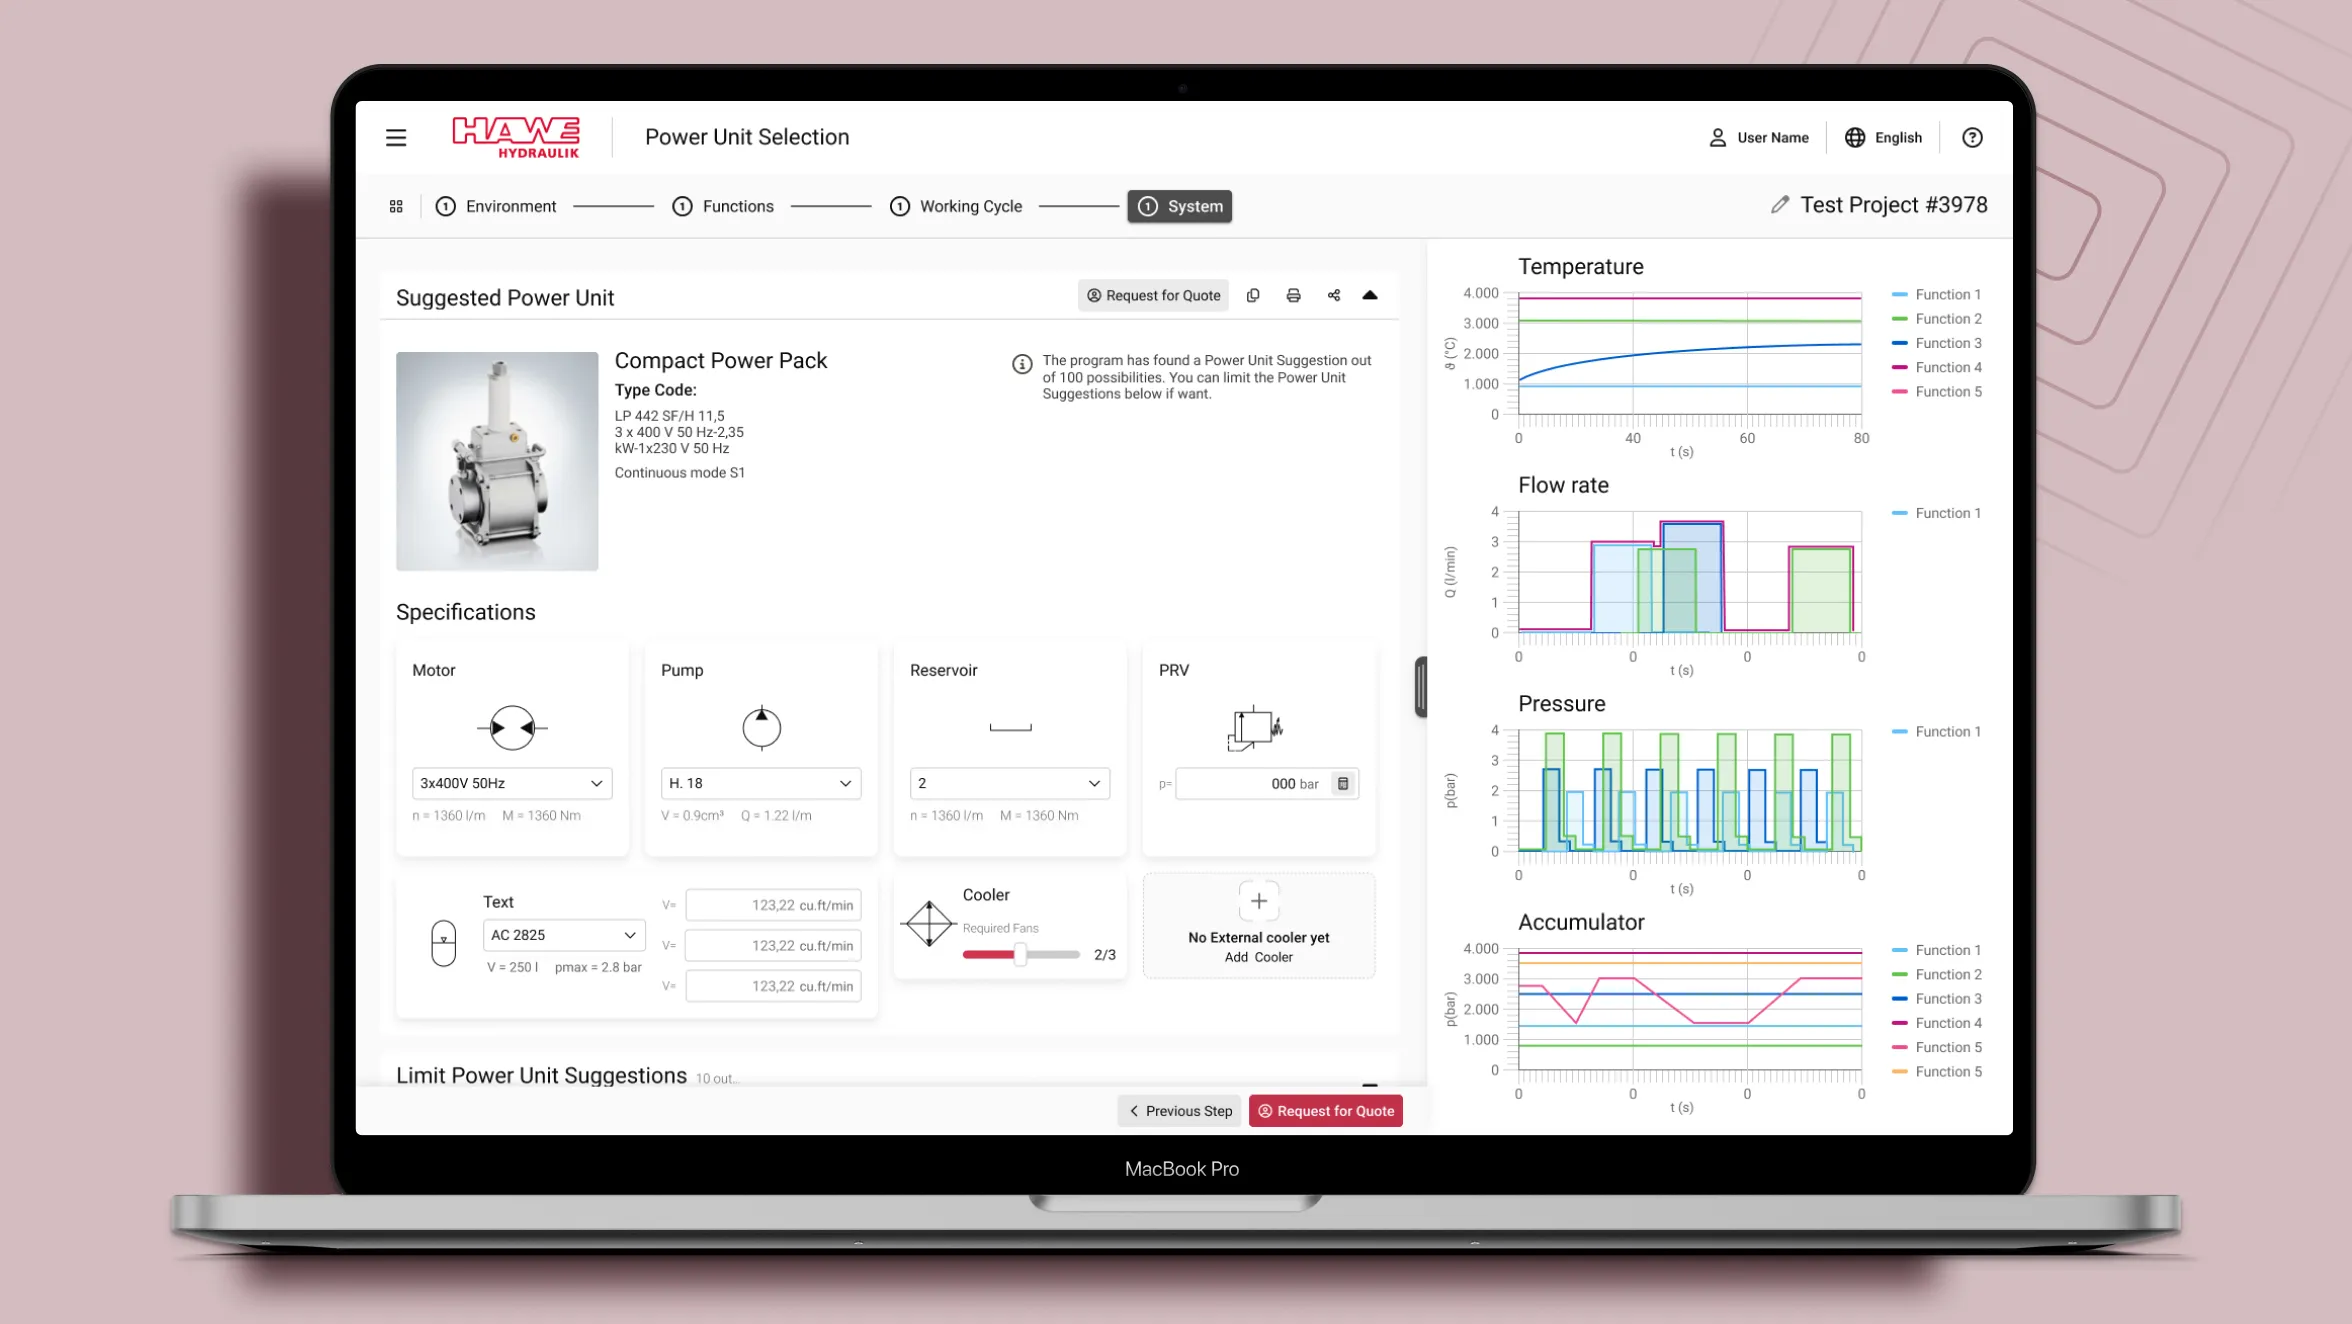 HAWE
HYDRAULIK
Power Unit Selection
User Name
English
1 Environment
1 Functions
1 Working Cycle
1 System
Test Project #3978
Suggested Power Unit
Request for Quote
Compact Power Pack
Type Code:
LP 442 SF/H 11,5
3 x 400 V 50 Hz-2,35
kW-1x230 V 50 Hz
Continuous mode S1
The program has found a Power Unit Suggestion out
of 100 possibilities. You can limit the Power Unit
Suggestions below if want.
Specifications
Motor
3x400V 50Hz
n = 1360 l/m M = 1360 Nm
Pump
H. 18
V = 0.9cm³ Q = 1.22 l/m
Reservoir
2
n = 1360 l/m M = 1360 Nm
PRV
p= 000 bar
Text
AC 2825
V = 250 l pmax = 2.8 bar
V= 123,22 cu.ft/min
V= 123,22 cu.ft/min
V= 123,22 cu.ft/min
Cooler
Required Fans
2/3
No External cooler yet
Add Cooler
Limit Power Unit Suggestions 10 out...
Previous Step
Request for Quote
Temperature
ϑ (°C)
4.000
3.000
2.000
1.000
0
0 40 60 80
t (s)
Function 1
Function 2
Function 3
Function 4
Function 5
Flow rate
Q (l/min)
4
3
2
1
0
0 0 0 0
t (s)
Function 1
Pressure
p(bar)
4
3
2
1
0
0 0 0 0
t (s)
Function 1
Accumulator
p(bar)
4.000
3.000
2.000
1.000
0
0 0 0 0
t (s)
Function 1
Function 2
Function 3
Function 4
Function 5
Function 5
MacBook Pro